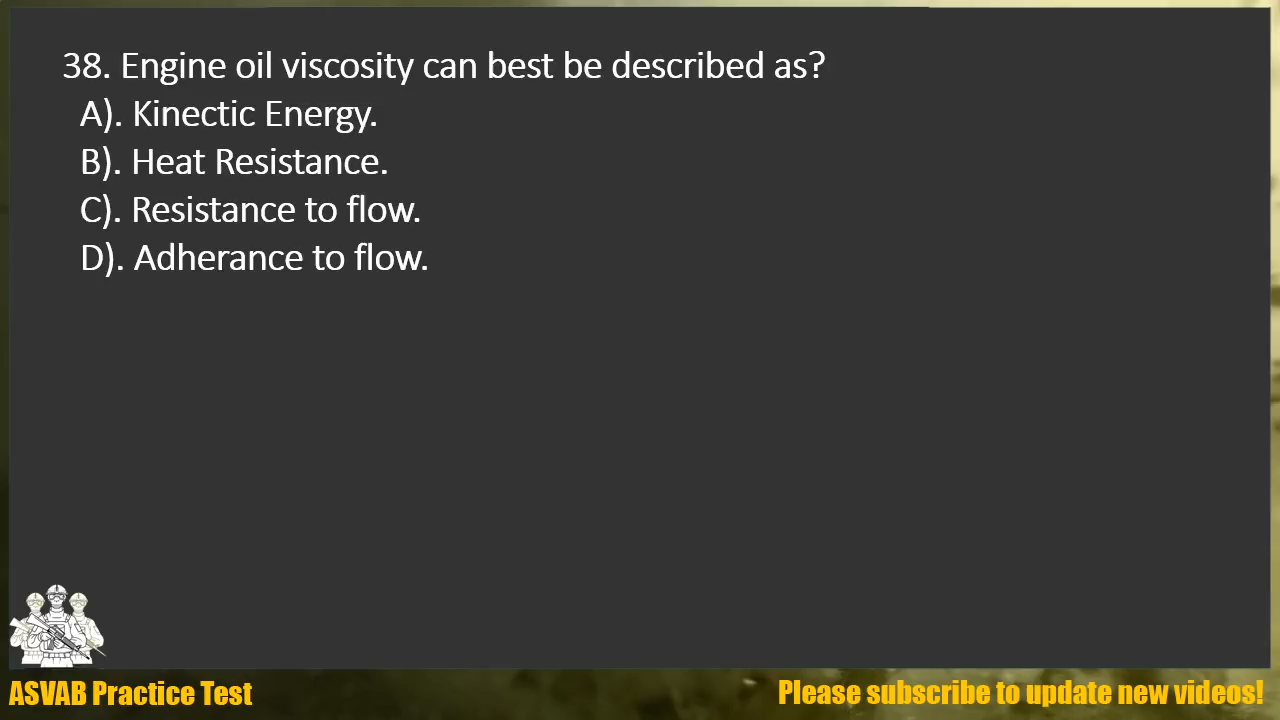 38. Engine oil viscosity can best be described as?
A). Kinectic Energy.
B). Heat Resistance.
C). Resistance to flow.
D). Adherance to flow.
ASVAB Practice Test
Please subscribe to update new videos!